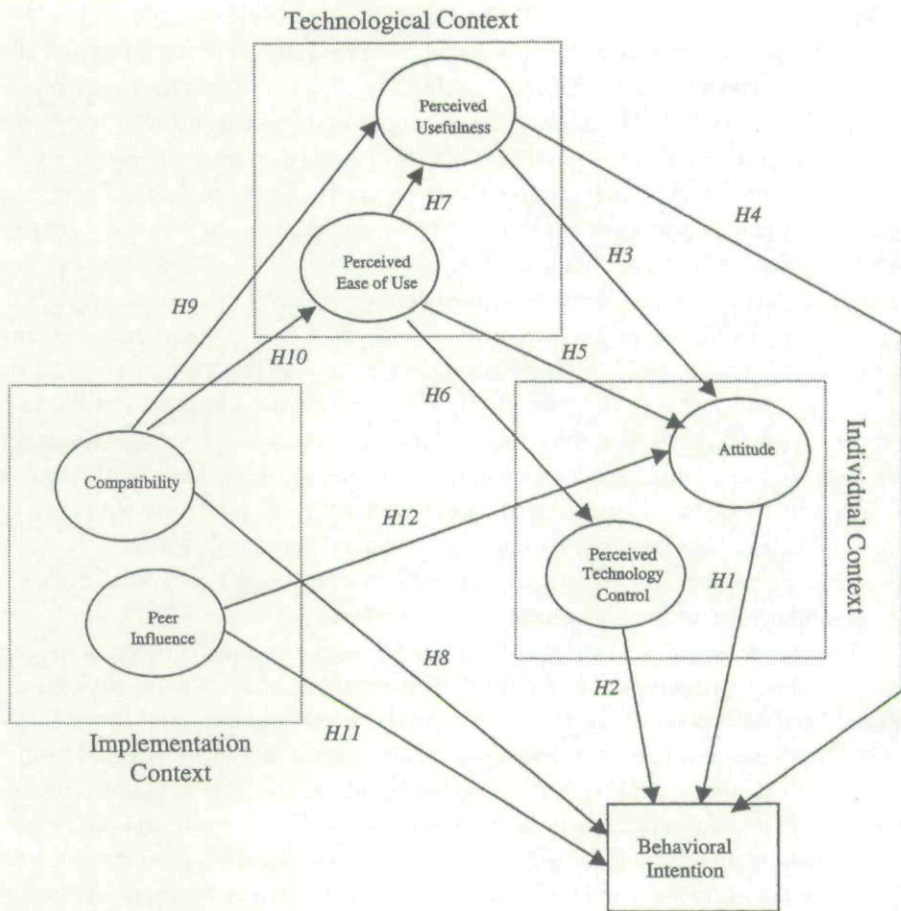 Technological Context
Perceived
Usefulness
H4
H7
H3
Perceived
Ease of Use
H9
H10
H5
H6
Individual Context
Attitude
Compatibility
H12
Perceived
Technology
Control
H1
Peer
Influence
H8
H2
H11
Implementation
Context
Behavioral
Intention